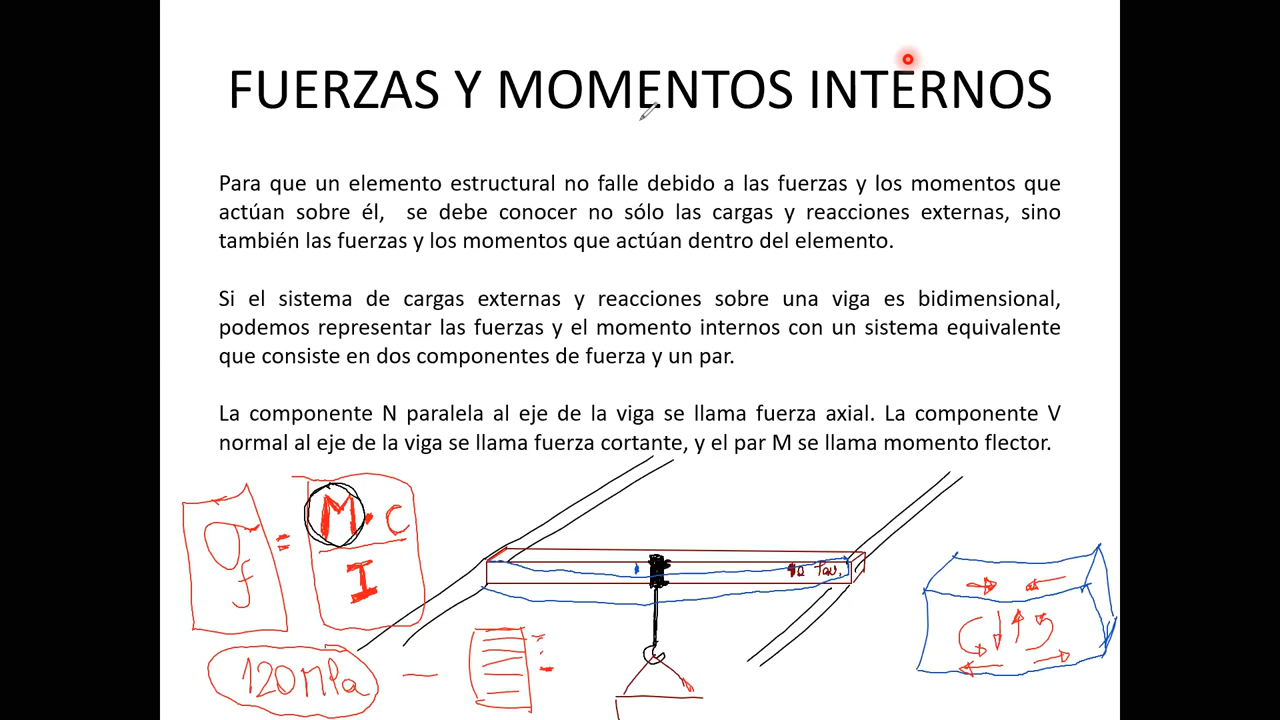 FUERZAS Y MOMENTOS INTERNOS
Para que un elemento estructural no falle debido a las fuerzas y los momentos que
actúan sobre él, se debe conocer no sólo las cargas y reacciones externas, sino
también las fuerzas y los momentos que actúan dentro del elemento.
Si el sistema de cargas externas y reacciones sobre una viga es bidimensional,
podemos representar las fuerzas y el momento internos con un sistema equivalente
que consiste en dos componentes de fuerza y un par.
La componente N paralela al eje de la viga se llama fuerza axial. La componente V
normal al eje de la viga se llama fuerza cortante, y el par M se llama momento flector.
σf = M·c
I
120 MPa